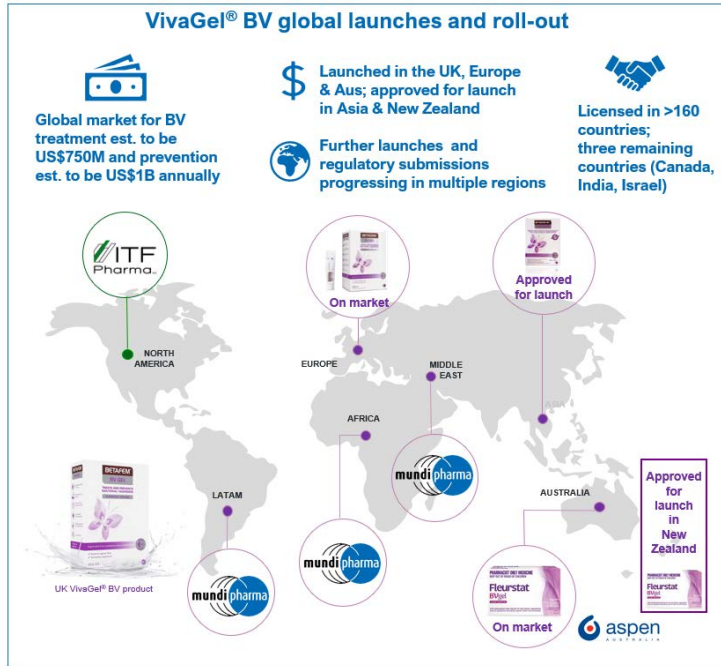 VivaGel® BV global launches and roll-out
Global market for BV
treatment est. to be
US$750M and prevention
est. to be US$1B annually
$
Launched in the UK, Europe
& Aus; approved for launch
in Asia & New Zealand
Further launches and
regulatory submissions
progressing in multiple regions
Licensed in >160
countries;
three remaining
countries (Canada,
India, Israel)
ITF
Pharma
On market
Approved
for launch
NORTH
AMERICA
EUROPE
MIDDLE
EAST
AFRICA
ASIA
mundipharma
BETAFEM
BV GEL
LATAM
AUSTRALIA
Approved
for
launch
in
New
Zealand
mundipharma
mundipharma
UK VivaGel® BV product
PHARMACIST ONLY MEDICINE
Fleurstat
BVgel
On market
Fleurstat
BVgel
aspen
AUSTRALIA